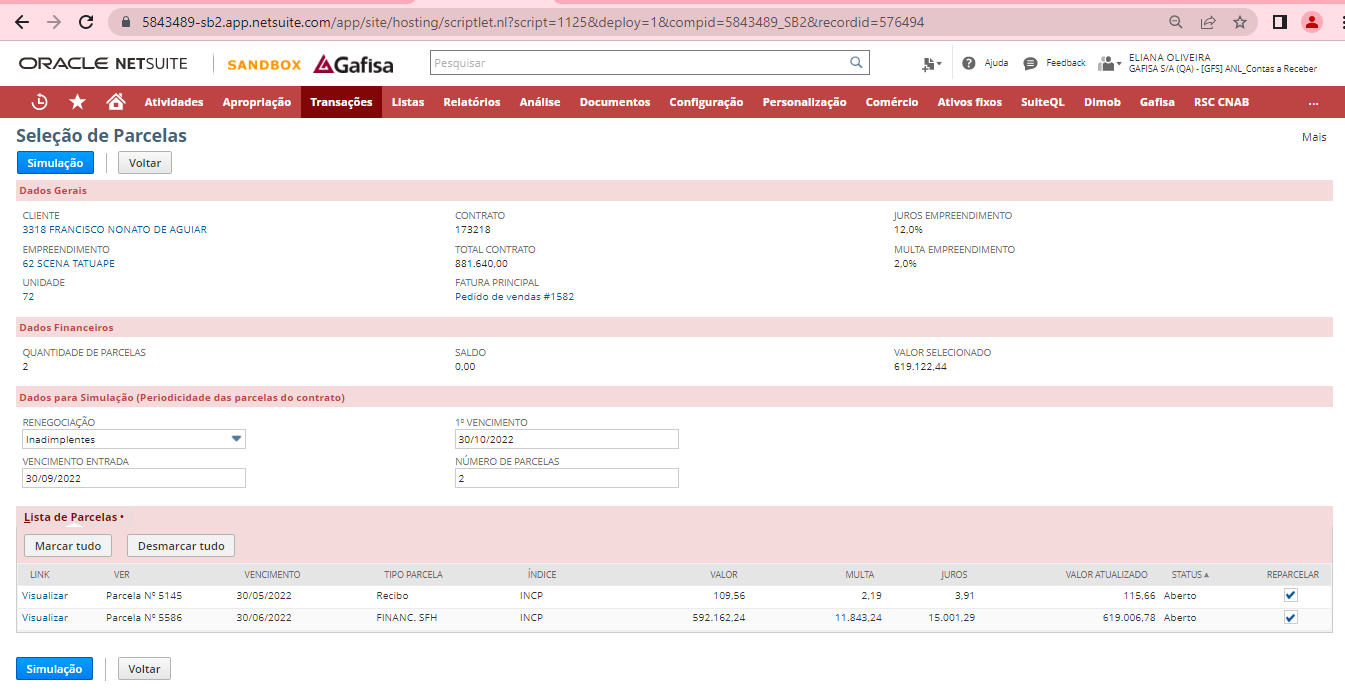 5843489-sb2.app.netsuite.com/app/site/hosting/scriptlet.nl?script=1125&deploy=1&compid=5843489_SB2&recordid=576494
ORACLE NETSUITE SANDBOX Gafisa Pesquisar Ajuda Feedback ELIANA OLIVEIRA
GAFISA S/A (QA) - [GFS] ANL_Contas a Receber
Atividades Apropriação Transações Listas Relatórios Análise Documentos Configuração Personalização Comércio Ativos fixos SuiteQL Dimob Gafisa RSC CNAB ...
Seleção de Parcelas Mais
Simulação Voltar
Dados Gerais
CLIENTE CONTRATO JUROS EMPREENDIMENTO
3318 FRANCISCO NONATO DE AGUIAR 173218 12,0%
EMPREENDIMENTO TOTAL CONTRATO MULTA EMPREENDIMENTO
62 SCENA TATUAPE 881.640,00 2,0%
UNIDADE FATURA PRINCIPAL
72 Pedido de vendas #1582
Dados Financeiros
QUANTIDADE DE PARCELAS SALDO VALOR SELECIONADO
2 0,00 619.122,44
Dados para Simulação (Periodicidade das parcelas do contrato)
RENEGOCIAÇÃO 1º VENCIMENTO
Inadimplentes 30/10/2022
VENCIMENTO ENTRADA NÚMERO DE PARCELAS
30/09/2022 2
Lista de Parcelas •
Marcar tudo Desmarcar tudo
LINK VER VENCIMENTO TIPO PARCELA ÍNDICE VALOR MULTA JUROS VALOR ATUALIZADO STATUS ▲ REPARCELAR
Visualizar Parcela Nº 5145 30/05/2022 Recibo INCP 109,56 2,19 3,91 115,66 Aberto
Visualizar Parcela Nº 5586 30/06/2022 FINANC. SFH INCP 592.162,24 11.843,24 15.001,29 619.006,78 Aberto
Simulação Voltar